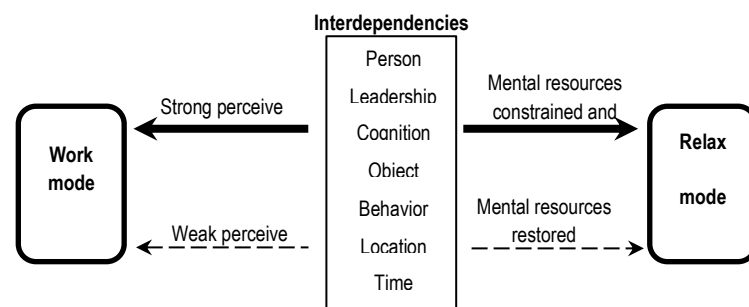 Interdependencies
Person
Leadership
Cognition
Object
Behavior
Location
Time
Strong perceive
Weak perceive
Work
mode
Mental resources
constrained and
Mental resources
restored
Relax
mode